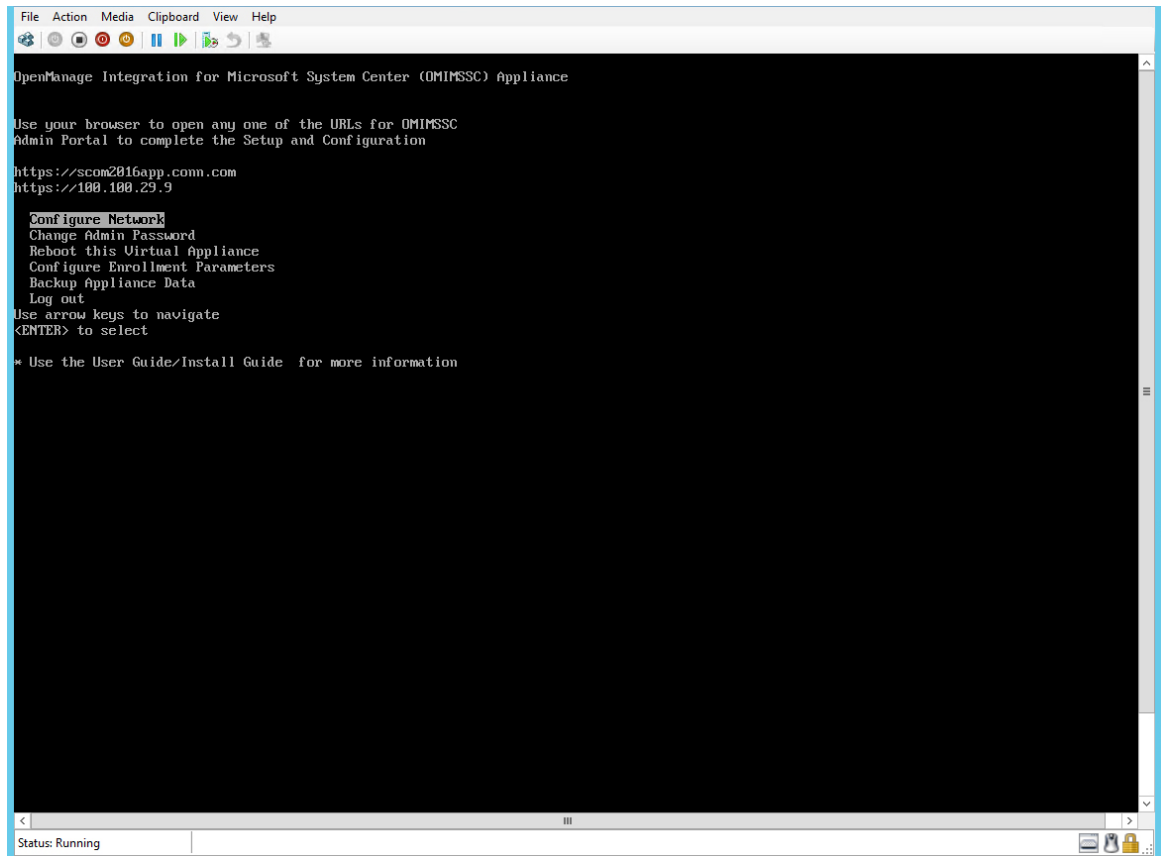 File Action Media Clipboard View Help
OpenManage Integration for Microsoft System Center (OMIMSSC) Appliance
Use your browser to open any one of the URLs for OMIMSSC
Admin Portal to complete the Setup and Configuration
https://scom2016app.conn.com
https://100.100.29.9
Configure Network
Change Admin Password
Reboot this Virtual Appliance
Configure Enrollment Parameters
Backup Appliance Data
Log out
Use arrow keys to navigate
<ENTER> to select
* Use the User Guide/Install Guide  for more information
Status: Running